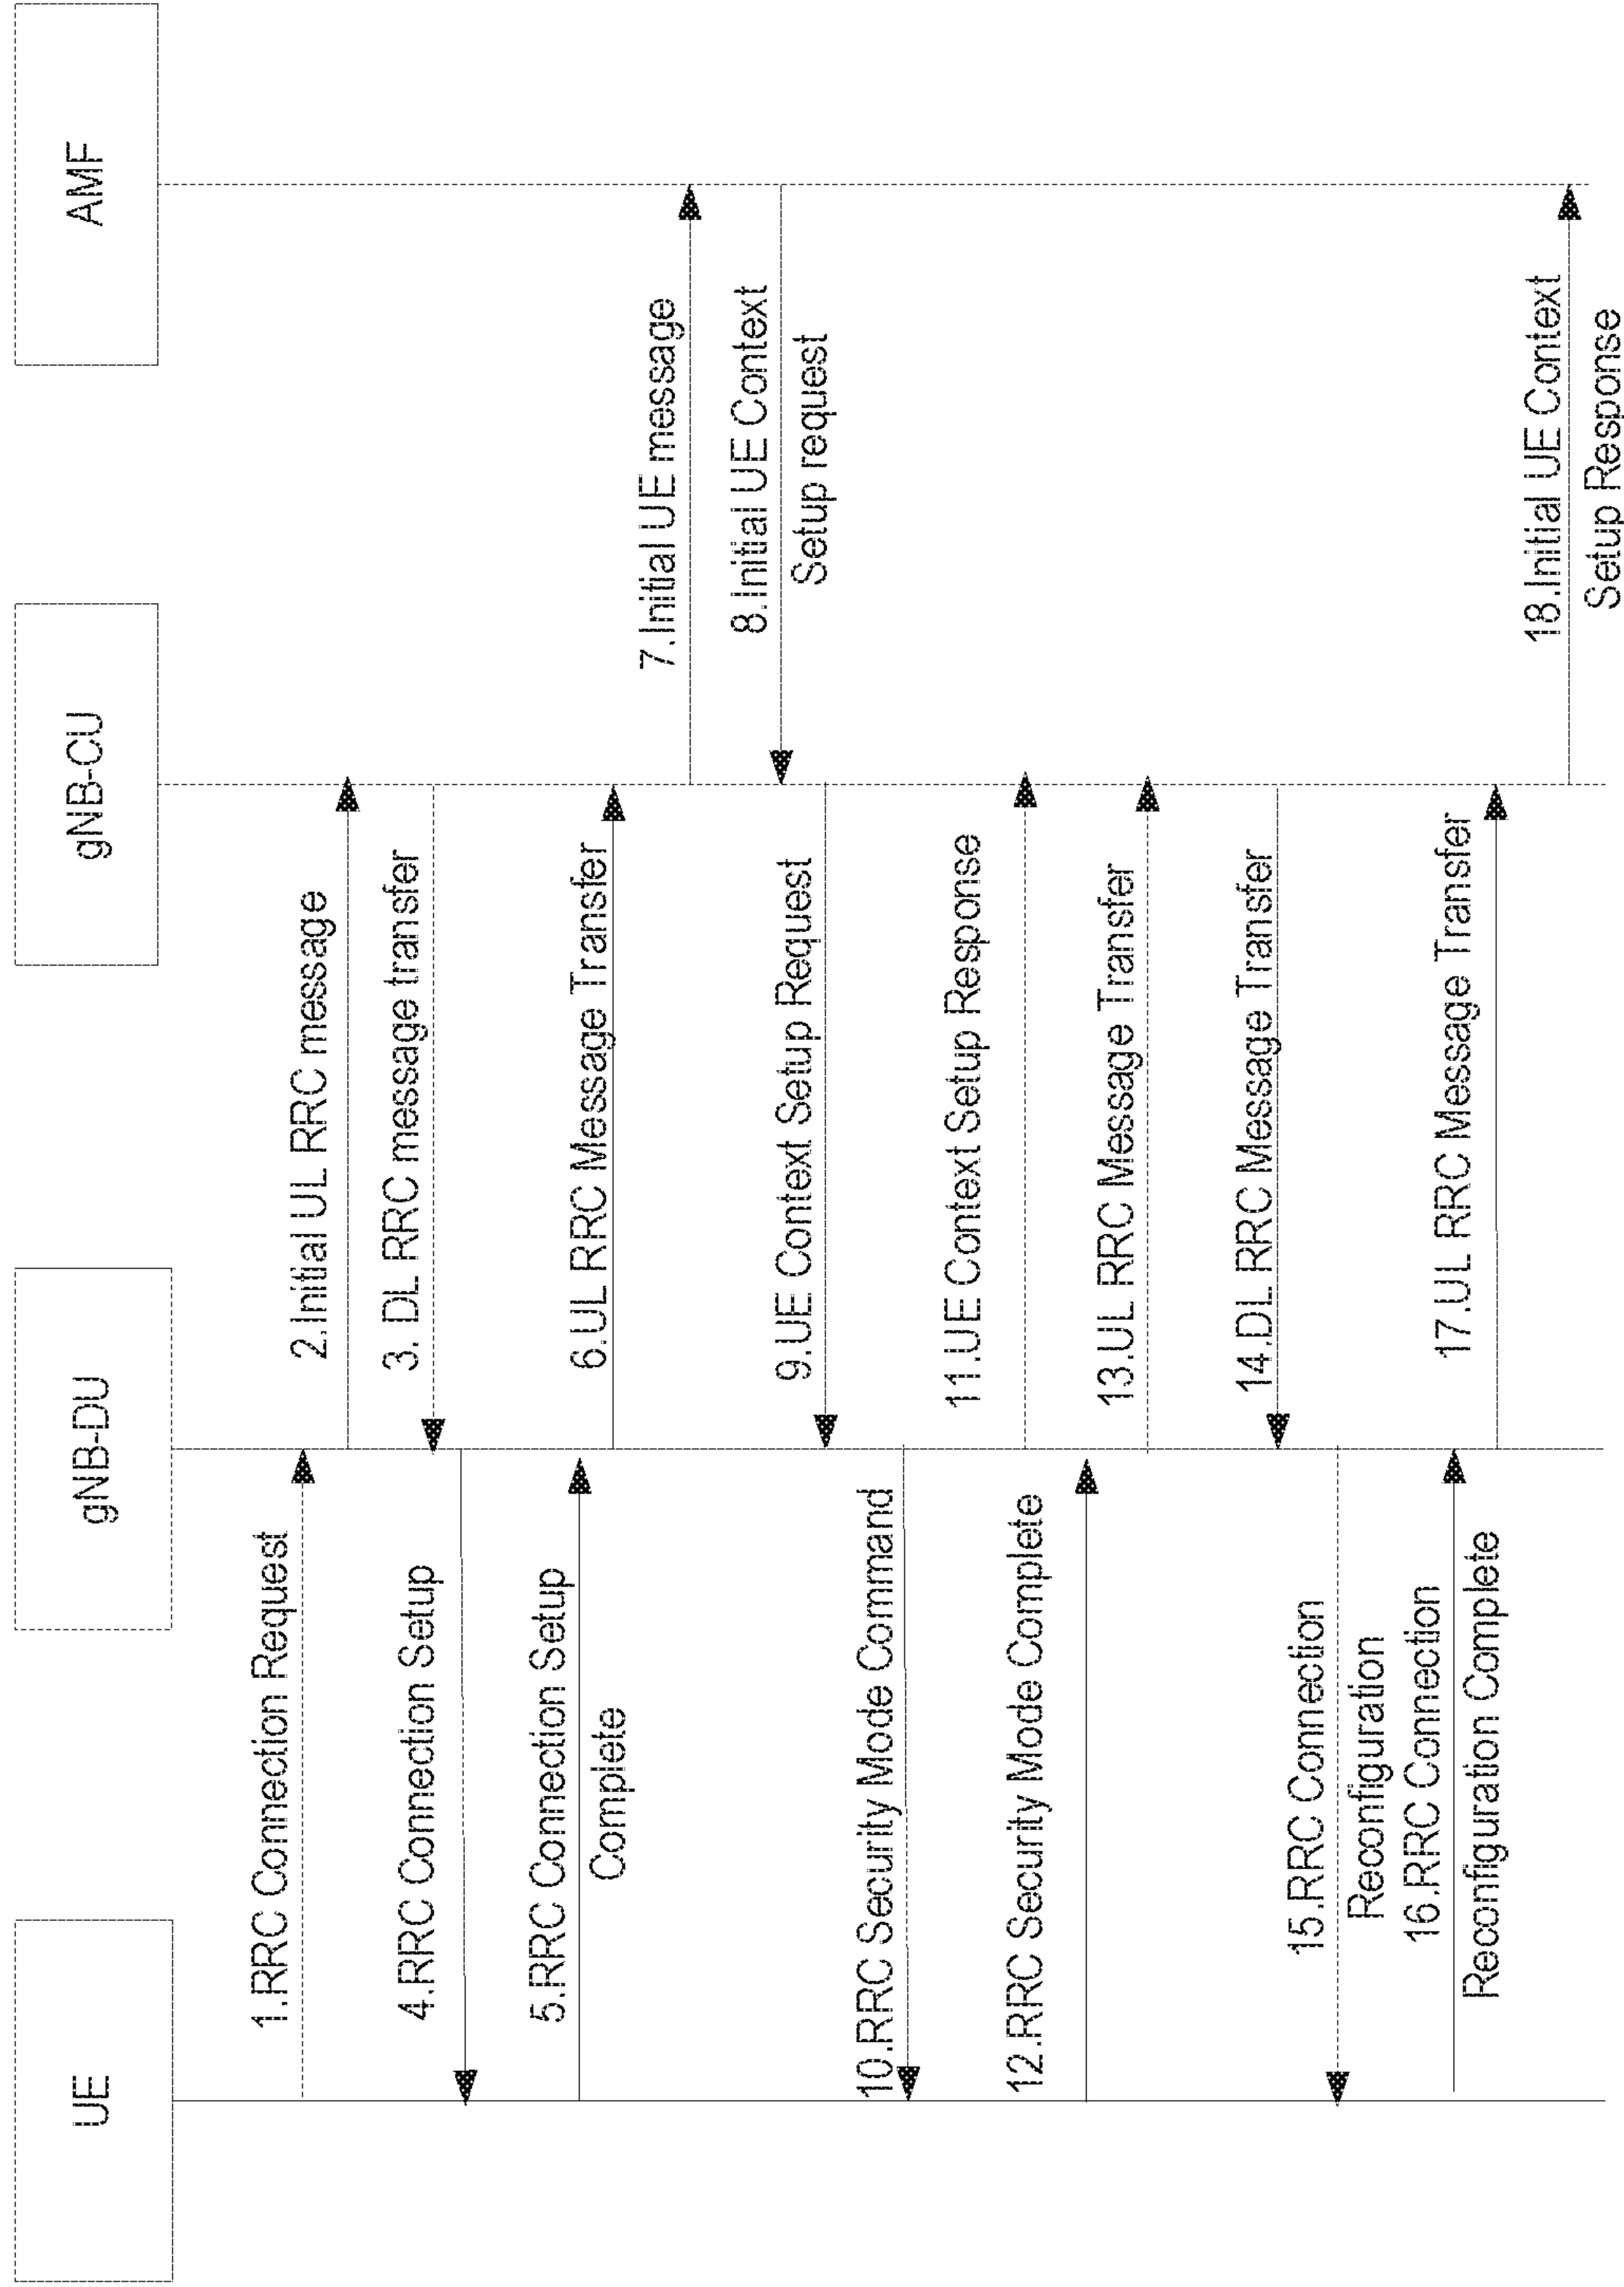 UE
gNB-DU
gNB-CU
AMF
1.RRC Connection Request
2.Initial UL RRC message
3. DL RRC message transfer
4.RRC Connection Setup
5.RRC Connection Setup
Complete
6.UL RRC Message Transfer
7.Initial UE message
8.Initial UE Context
Setup request
9.UE Context Setup Request
10.RRC Security Mode Command
11.UE Context Setup Response
12.RRC Security Mode Complete
13.UL RRC Message Transfer
14.DL RRC Message Transfer
15.RRC Connection
Reconfiguration
16.RRC Connection
Reconfiguration Complete
17.UL RRC Message Transfer
18.Initial UE Context
Setup Response